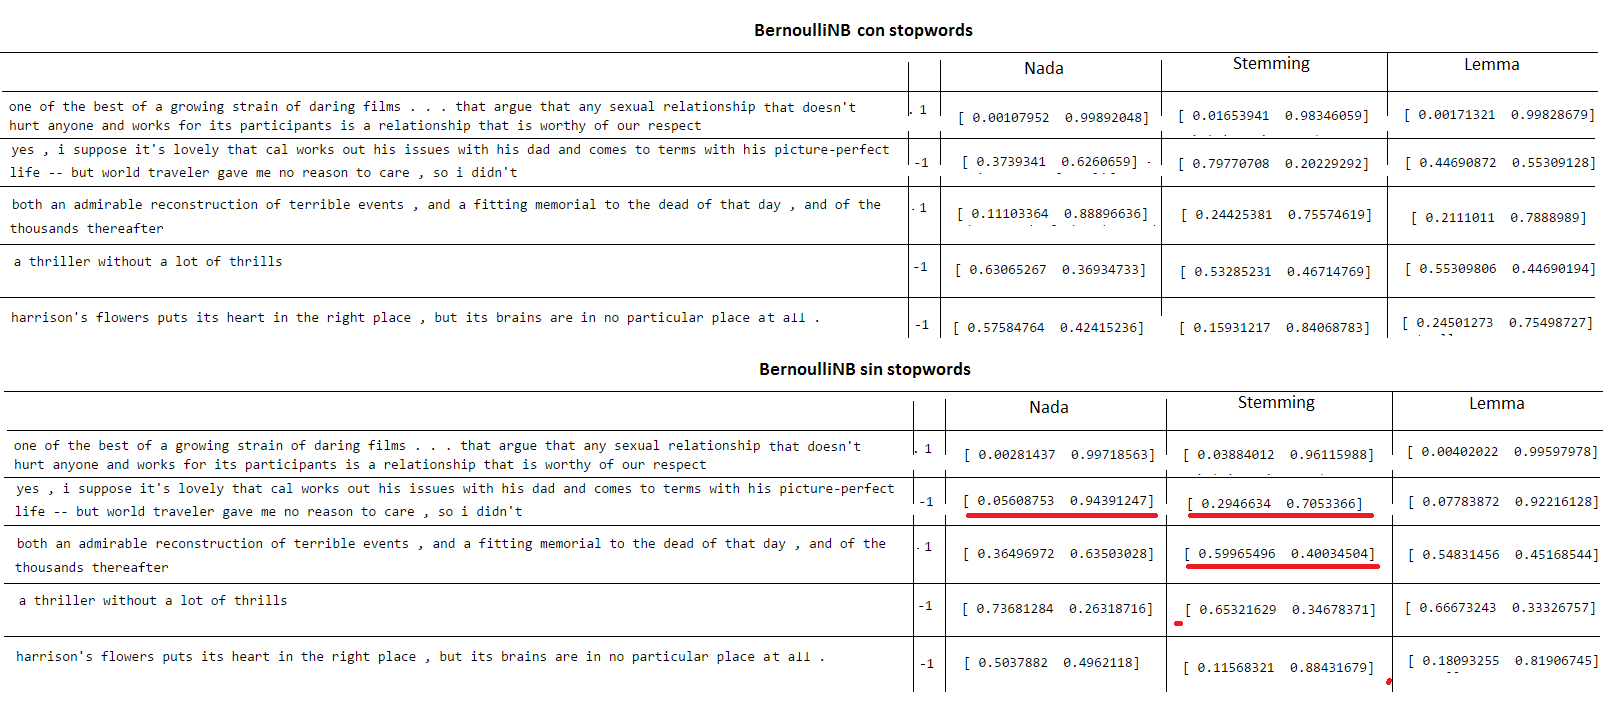 BernoulliNB con stopwords
Nada Stemming Lemma
one of the best of a growing strain of daring films . . . that argue that any sexual relationship that doesn't
hurt anyone and works for its participants is a relationship that is worthy of our respect
1 [ 0.00107952 0.99892048] [ 0.01653941 0.98346059] [ 0.00171321 0.99828679]
yes , i suppose it's lovely that cal works out his issues with his dad and comes to terms with his picture-perfect
life -- but world traveler gave me no reason to care , so i didn't
-1 [ 0.3739341 0.6260659] [ 0.79770708 0.20229292] [ 0.44690872 0.55309128]
both an admirable reconstruction of terrible events , and a fitting memorial to the dead of that day , and of the
thousands thereafter
1 [ 0.11103364 0.88896636] [ 0.24425381 0.75574619] [ 0.2111011 0.7888989]
a thriller without a lot of thrills
-1 [ 0.63065267 0.36934733] [ 0.53285231 0.46714769] [ 0.55309806 0.44690194]
harrison's flowers puts its heart in the right place , but its brains are in no particular place at all .
-1 [ 0.57584764 0.42415236] [ 0.15931217 0.84068783] [ 0.24501273 0.75498727]
BernoulliNB sin stopwords
Nada Stemming Lemma
one of the best of a growing strain of daring films . . . that argue that any sexual relationship that doesn't
hurt anyone and works for its participants is a relationship that is worthy of our respect
1 [ 0.00281437 0.99718563] [ 0.03884012 0.96115988] [ 0.00402022 0.99597978]
yes , i suppose it's lovely that cal works out his issues with his dad and comes to terms with his picture-perfect
life -- but world traveler gave me no reason to care , so i didn't
-1 [ 0.05608753 0.94391247] [ 0.2946634 0.7053366] [ 0.07783872 0.92216128]
both an admirable reconstruction of terrible events , and a fitting memorial to the dead of that day , and of the
thousands thereafter
1 [ 0.36496972 0.63503028] [ 0.59965496 0.40034504] [ 0.54831456 0.45168544]
a thriller without a lot of thrills
-1 [ 0.73681284 0.26318716] [ 0.65321629 0.34678371] [ 0.66673243 0.33326757]
harrison's flowers puts its heart in the right place , but its brains are in no particular place at all .
-1 [ 0.5037882 0.4962118] [ 0.11568321 0.88431679] [ 0.18093255 0.81906745]